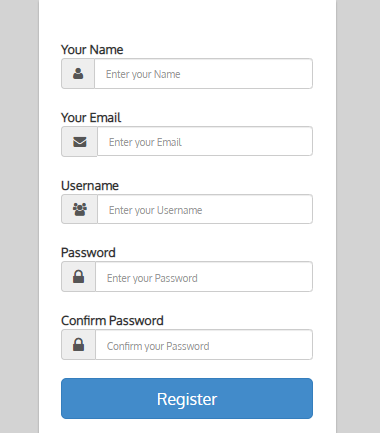 Your Name
Enter your Name
Your Email
Enter your Email
Username
Enter your Username
Password
Enter your Password
Confirm Password
Confirm your Password
Register